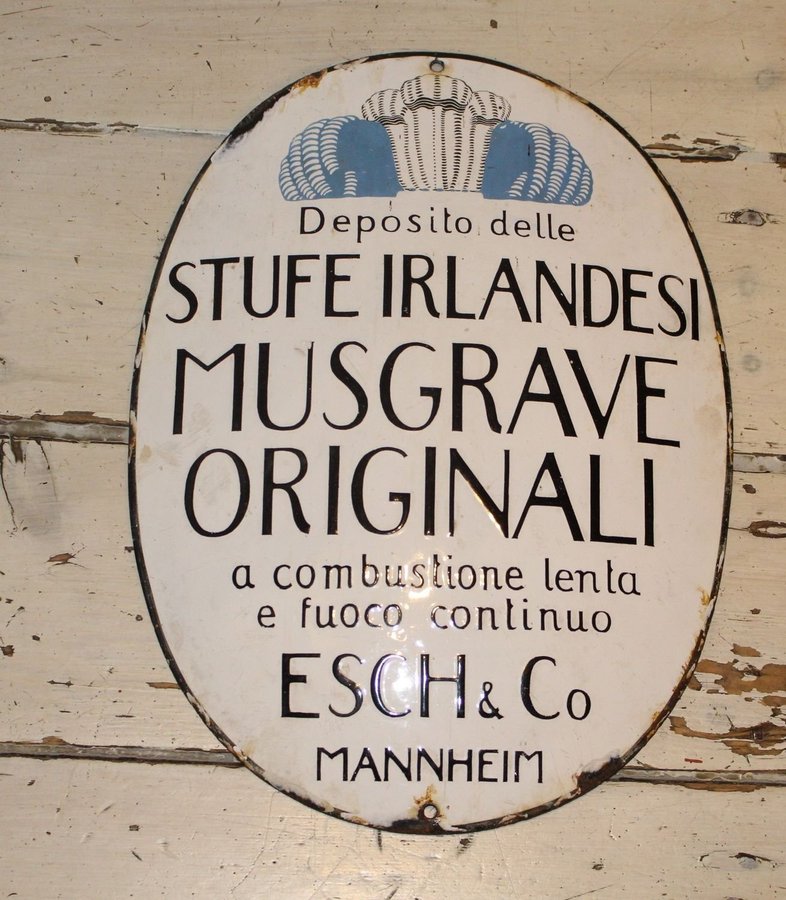 Deposito delle
STUFE IRLANDESI
MUSGRAVE
ORIGINALI
a combustione lenta
e fuoco continuo
ESCH & Co
MANNHEIM